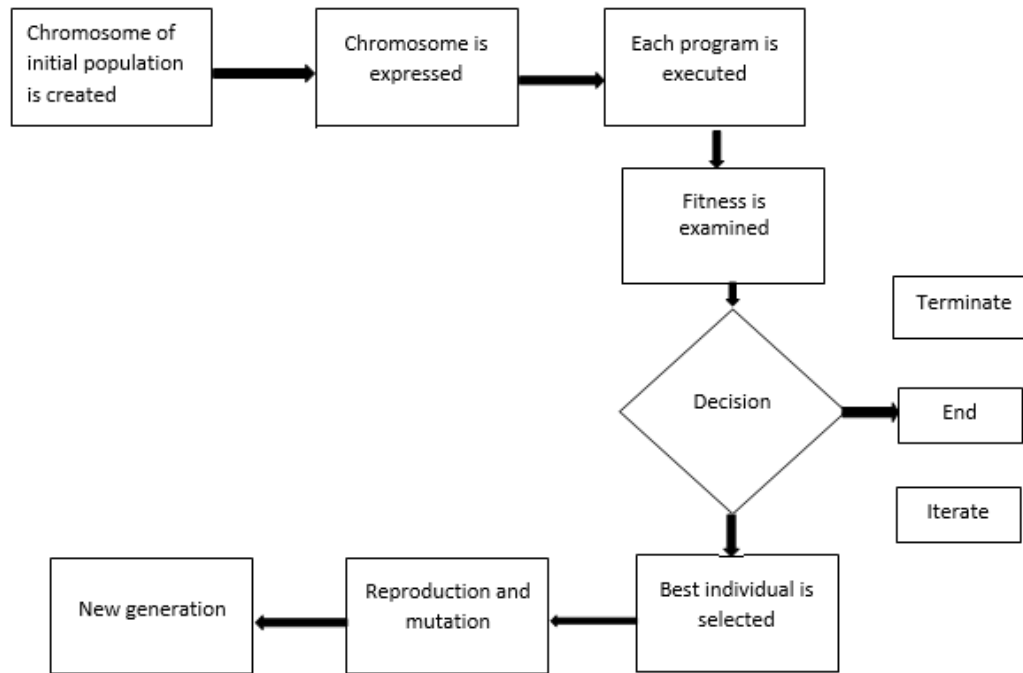 Chromosome of
initial population
is created
Chromosome is
expressed
Each program is
executed
Fitness is
examined
Terminate
Decision
End
Iterate
Best individual is
selected
Reproduction and
mutation
New generation